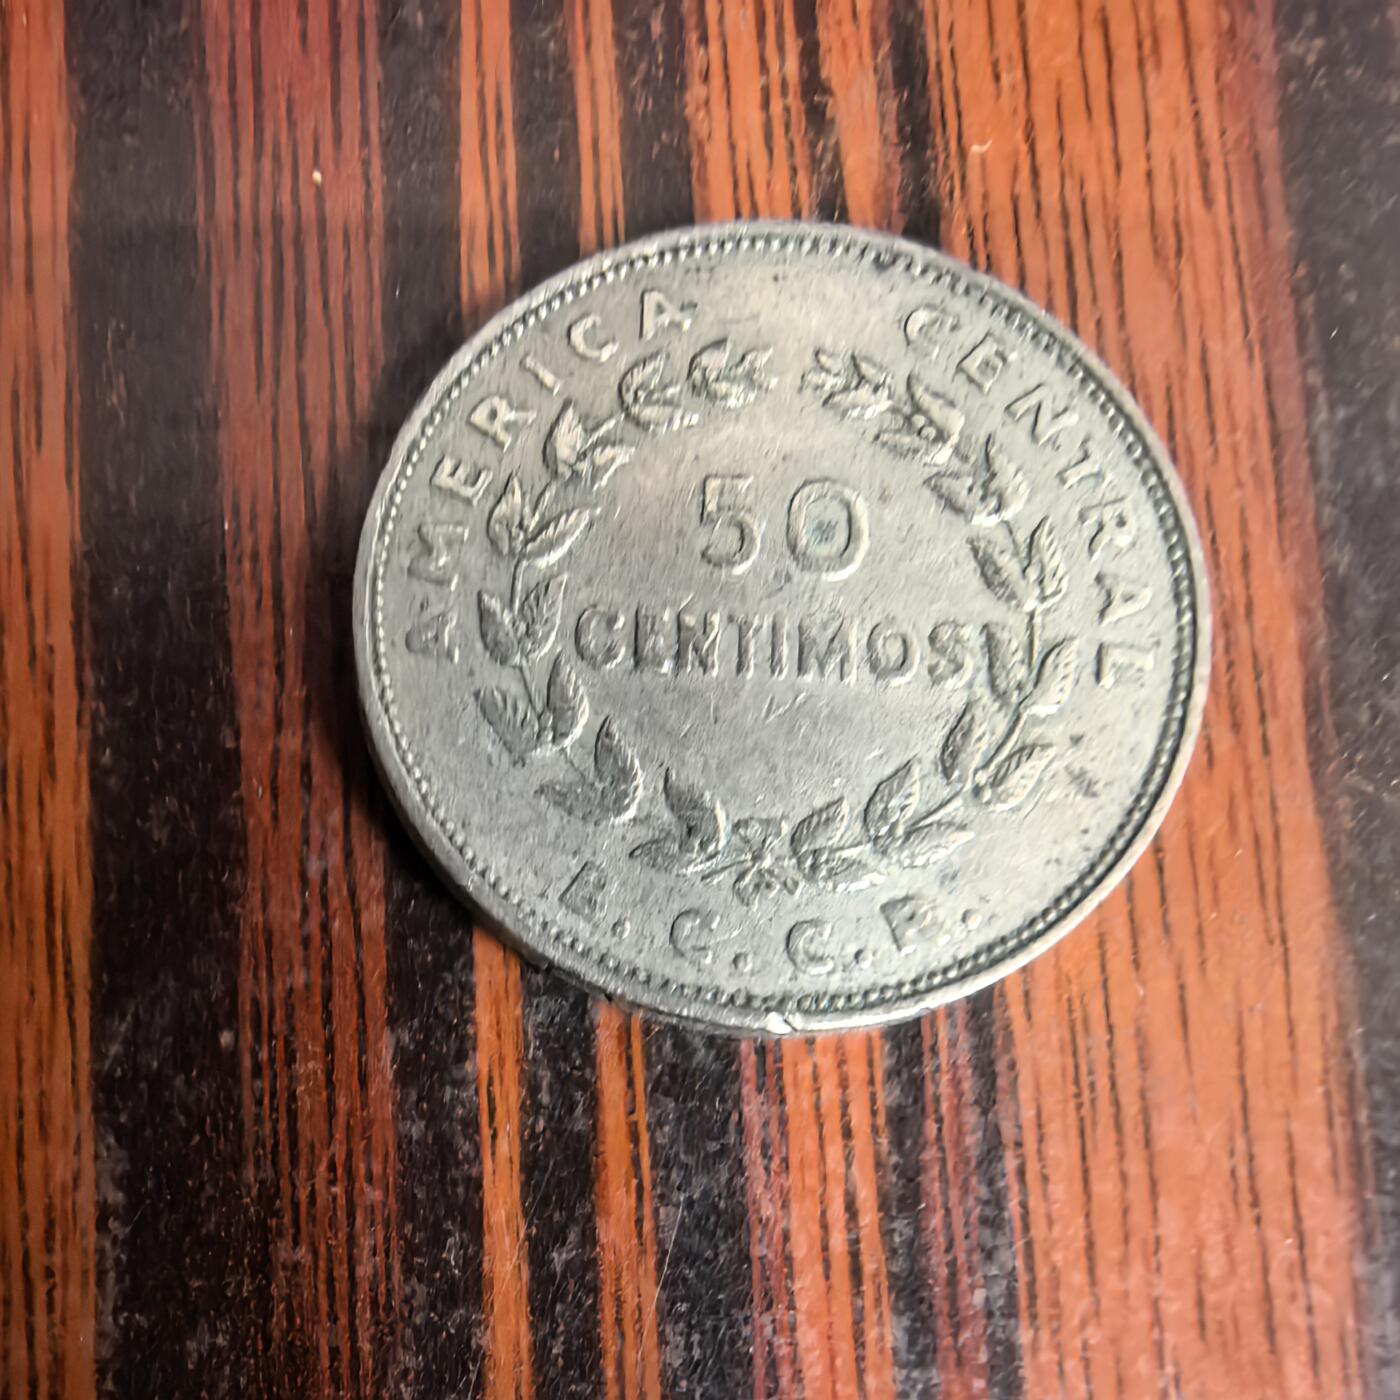 AMERICA CENTRAL
50
CENTIMOS
B.C.C.R.